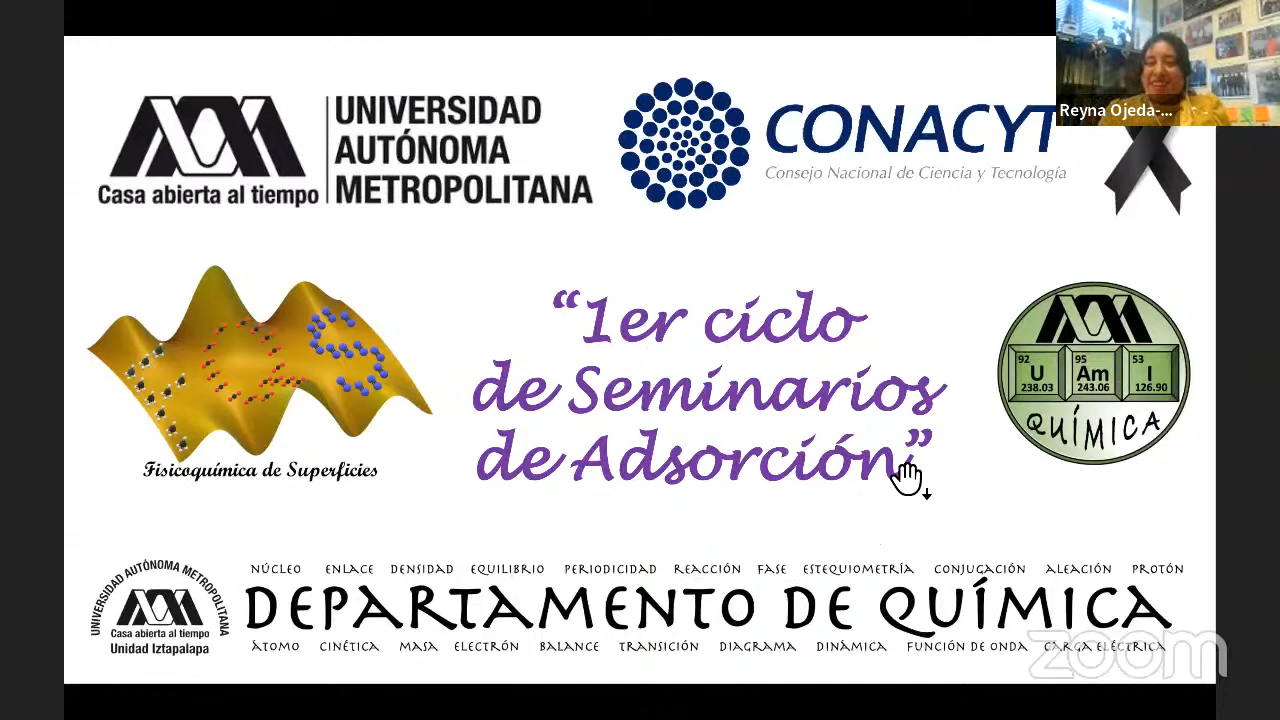 UNIVERSIDAD
AUTÓNOMA
METROPOLITANA
Casa abierta al tiempo
CONACYT
Consejo Nacional de Ciencia y Tecnología
Reyna Ojeda-...
“1er ciclo
de Seminarios
de Adsorción”
Fisicoquímica de Superficies
92 95 53
U Am I
238.03 243.06 126.90
QUÍMICA
UNIVERSIDAD AUTÓNOMA METROPOLITANA
Casa abierta al tiempo
Unidad Iztapalapa
NÚCLEO ENLACE DENSIDAD EQUILIBRIO PERIODICIDAD REACCIÓN FASE ESTEQUIOMETRÍA CONJUGACIÓN ALEACIÓN PROTÓN
DEPARTAMENTO DE QUÍMICA
ÁTOMO CINÉTICA MASA ELECTRÓN BALANCE TRANSICIÓN DIAGRAMA DINÁMICA FUNCIÓN DE ONDA CARGA ELÉCTRICA
zoom